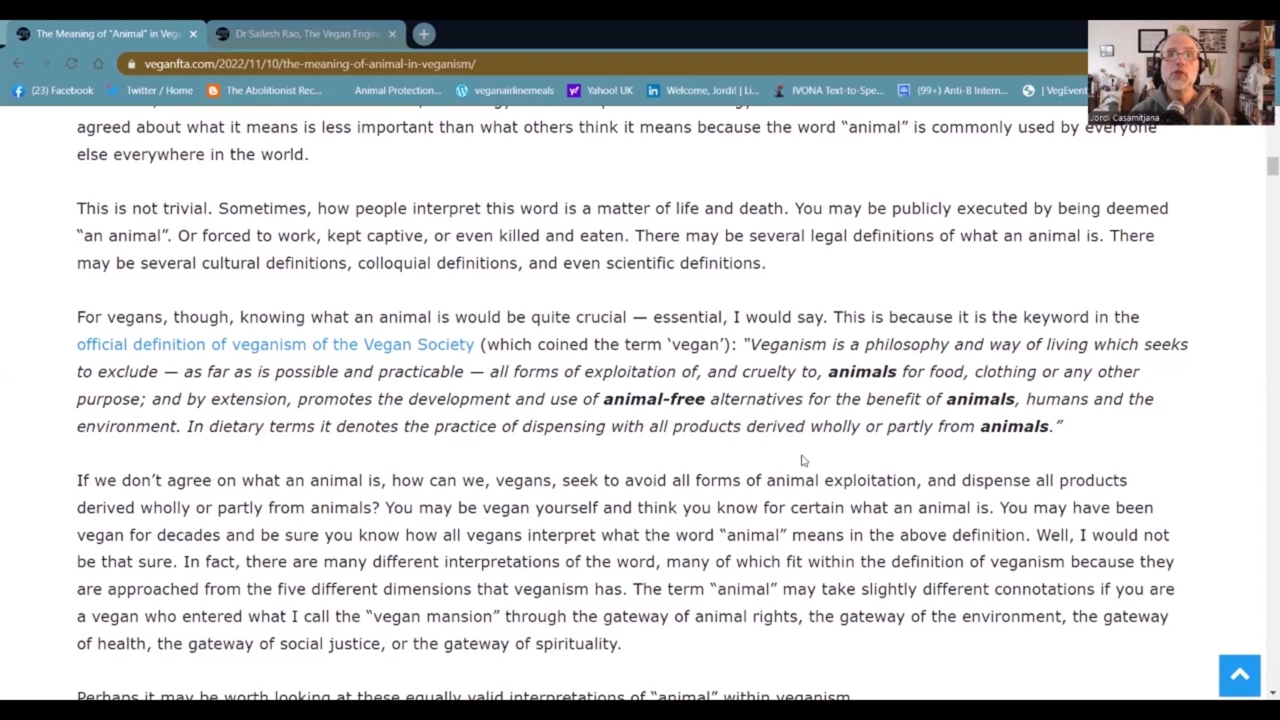 The Meaning of "Animal" in Vega
Dr Sailesh Rao, The Vegan Engine
veganfta.com/2022/11/10/the-meaning-of-animal-in-veganism/
(23) Facebook
Twitter / Home
The Abolitionist Rec...
Animal Protection...
veganairlinemeals
Yahoo! UK
Welcome, Jordi! | Li...
IVONA Text-to-Spe...
(99+) Anti-8 Intern...
| VegEvent
Jordi Casamitjana
agreed about what it means is less important than what others think it means because the word “animal” is commonly used by everyone
else everywhere in the world.
This is not trivial. Sometimes, how people interpret this word is a matter of life and death. You may be publicly executed by being deemed
“an animal”. Or forced to work, kept captive, or even killed and eaten. There may be several legal definitions of what an animal is. There
may be several cultural definitions, colloquial definitions, and even scientific definitions.
For vegans, though, knowing what an animal is would be quite crucial — essential, I would say. This is because it is the keyword in the
official definition of veganism of the Vegan Society (which coined the term ‘vegan’): “Veganism is a philosophy and way of living which seeks
to exclude — as far as is possible and practicable — all forms of exploitation of, and cruelty to, animals for food, clothing or any other
purpose; and by extension, promotes the development and use of animal-free alternatives for the benefit of animals, humans and the
environment. In dietary terms it denotes the practice of dispensing with all products derived wholly or partly from animals.”
If we don’t agree on what an animal is, how can we, vegans, seek to avoid all forms of animal exploitation, and dispense all products
derived wholly or partly from animals? You may be vegan yourself and think you know for certain what an animal is. You may have been
vegan for decades and be sure you know how all vegans interpret what the word “animal” means in the above definition. Well, I would not
be that sure. In fact, there are many different interpretations of the word, many of which fit within the definition of veganism because they
are approached from the five different dimensions that veganism has. The term “animal” may take slightly different connotations if you are
a vegan who entered what I call the “vegan mansion” through the gateway of animal rights, the gateway of the environment, the gateway
of health, the gateway of social justice, or the gateway of spirituality.
Perhaps it may be worth looking at these equally valid interpretations of “animal” within veganism